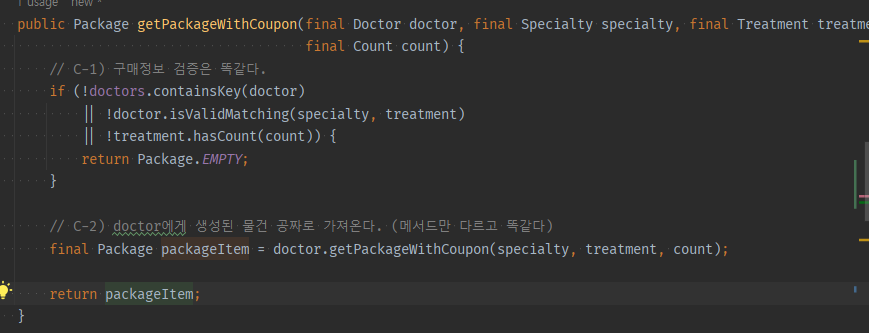 1 usage new *
public Package getPackageWithCoupon(final Doctor doctor, final Specialty specialty, final Treatment treatme
final Count count) {
// C-1) 구매정보 검증은 똑같다.
if (!doctors.containsKey(doctor)
|| !doctor.isValidMatching(specialty, treatment)
|| !treatment.hasCount(count)) {
return Package.EMPTY;
}
// C-2) doctor에게 생성된 물건 공짜로 가져온다. (메서드만 다르고 똑같다)
final Package packageItem = doctor.getPackageWithCoupon(specialty, treatment, count);
return packageItem;
}